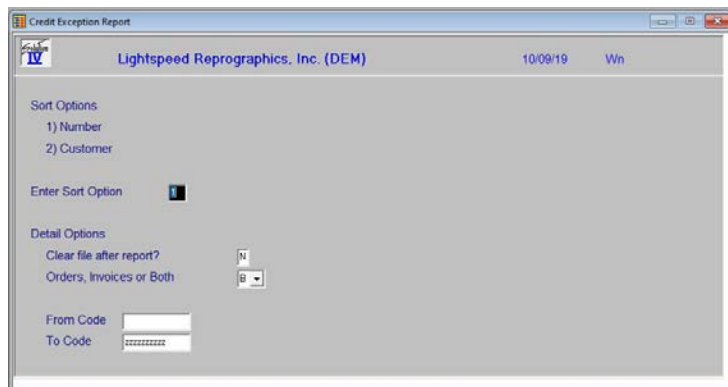 Credit Exception Report
IV
Lightspeed Reprographics, Inc. (DEM) 10/09/19 Wn
Sort Options
1) Number
2) Customer
Enter Sort Option 1
Detail Options
Clear file after report? N
Orders, Invoices or Both B
From Code
To Code zzzzzzzzzz